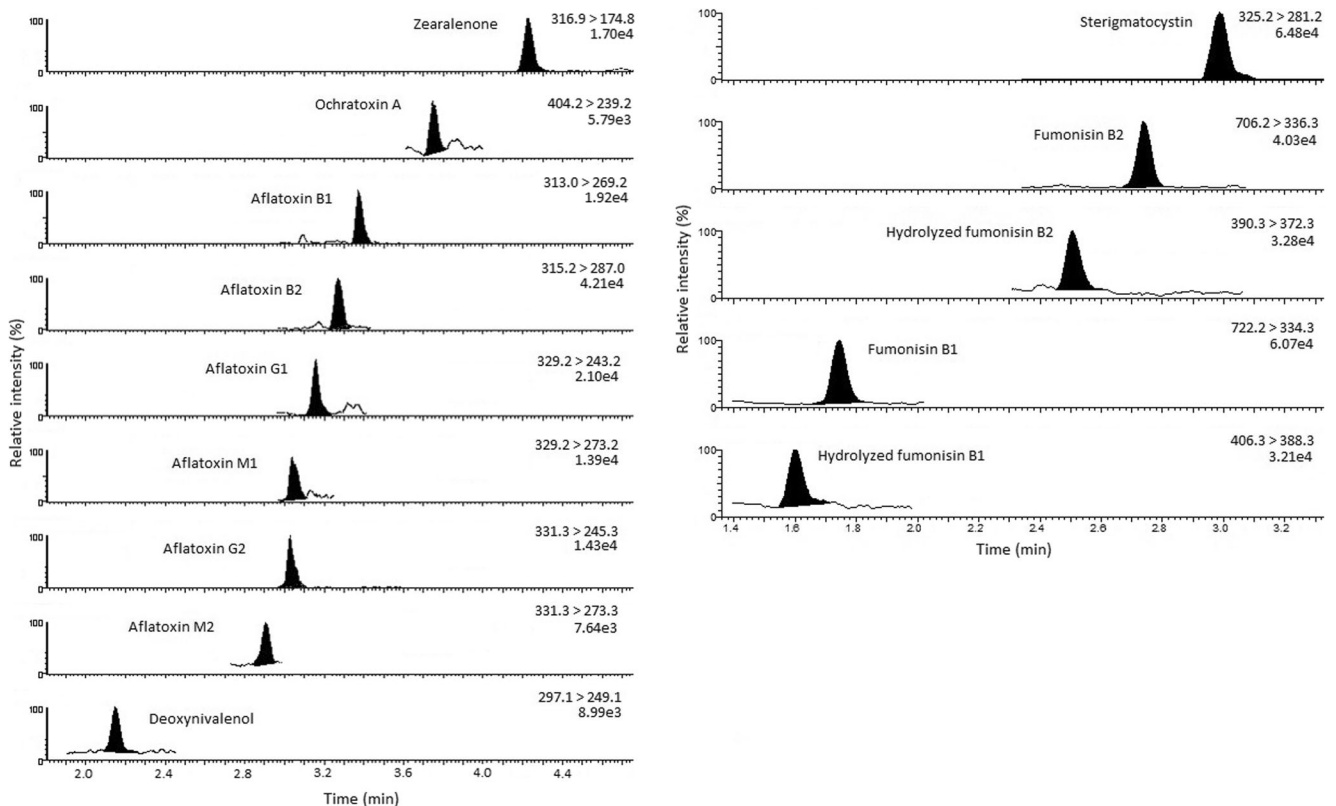 Relative intensity (%)
Zearalenone
316.9 > 174.8
1.70e4
100
0
Ochratoxin A
404.2 > 239.2
5.79e3
100
0
Aflatoxin B1
313.0 > 269.2
1.92e4
100
0
Aflatoxin B2
315.2 > 287.0
4.21e4
100
0
Aflatoxin G1
329.2 > 243.2
2.10e4
100
0
Aflatoxin M1
329.2 > 273.2
1.39e4
100
0
Aflatoxin G2
331.3 > 245.3
1.43e4
100
0
Aflatoxin M2
331.3 > 273.3
7.64e3
100
0
Deoxynivalenol
297.1 > 249.1
8.99e3
100
0
2.0 2.4 2.8 3.2 3.6 4.0 4.4
Time (min)
Relative intensity (%)
Sterigmatocystin
325.2 > 281.2
6.48e4
100
0
Fumonisin B2
706.2 > 336.3
4.03e4
100
0
Hydrolyzed fumonisin B2
390.3 > 372.3
3.28e4
100
0
Fumonisin B1
722.2 > 334.3
6.07e4
100
0
Hydrolyzed fumonisin B1
406.3 > 388.3
3.21e4
100
0
1.4 1.6 1.8 2.0 2.2 2.4 2.6 2.8 3.0 3.2
Time (min)